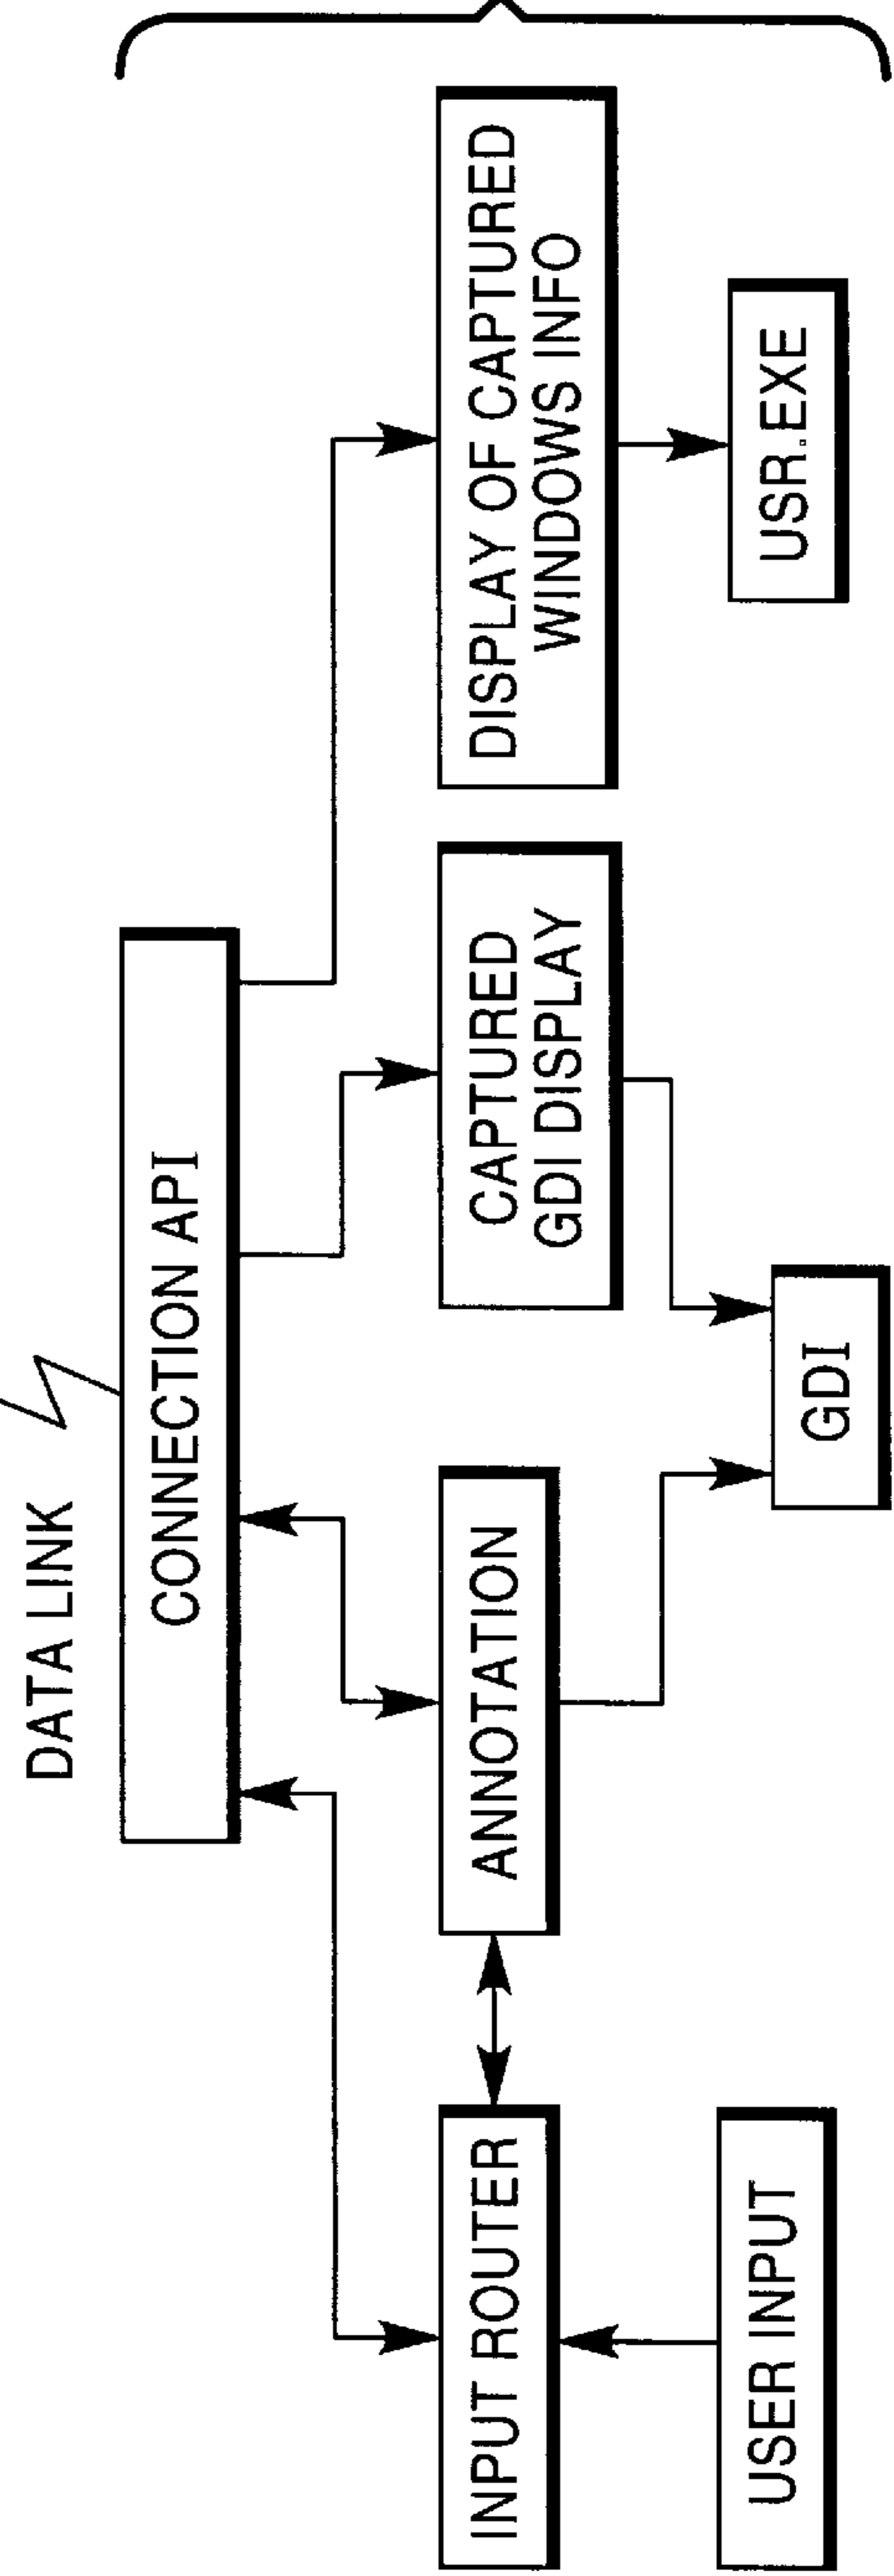 DATA LINK
CONNECTION API
INPUT ROUTER
ANNOTATION
CAPTURED
GDI DISPLAY
DISPLAY OF CAPTURED
WINDOWS INFO
USER INPUT
GDI
USR.EXE